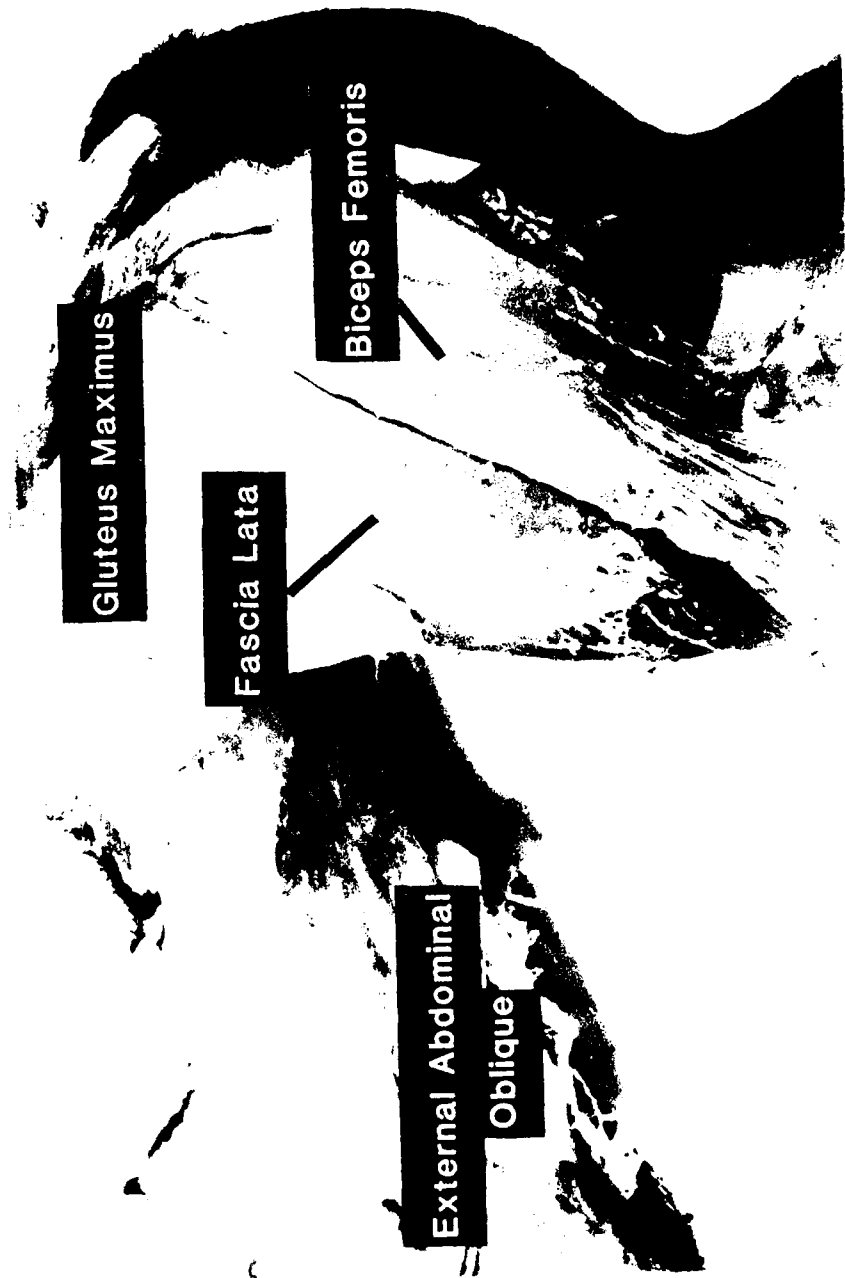 Gluteus Maximus
Biceps Femoris
Fascia Lata
External Abdominal
Oblique